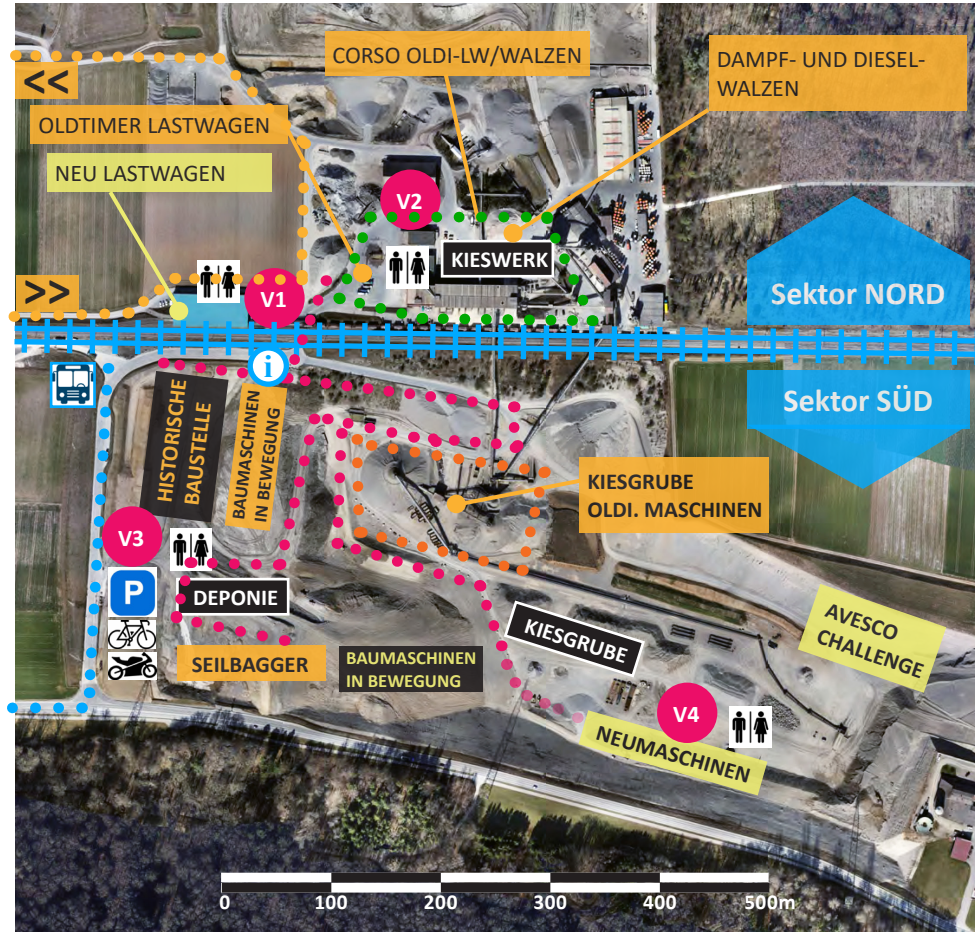 CORSO OLDI-LW/WALZEN
DAMPF- UND DIESEL-
WALZEN
<<
OLDTIMER LASTWAGEN
NEU LASTWAGEN
V2
KIESWERK
>>
V1
Sektor NORD
i
Sektor SÜD
HISTORISCHE
BAUSTELLE
BAUMASCHINEN
IN BEWEGUNG
KIESGRUBE
OLDI. MASCHINEN
V3
P
DEPONIE
SEILBAGGER
BAUMASCHINEN
IN BEWEGUNG
KIESGRUBE
AVESCO
CHALLENGE
V4
NEUMASCHINEN
0 100 200 300 400 500m